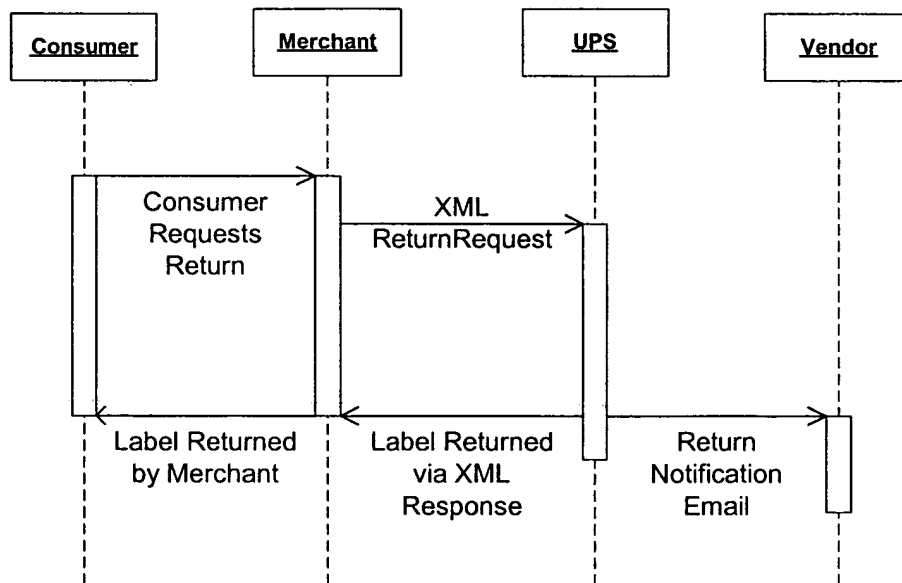 Consumer
Merchant
UPS
Vendor
Consumer
Requests
Return
XML
ReturnRequest
Label Returned
by Merchant
Label Returned
via XML
Response
Return
Notification
Email